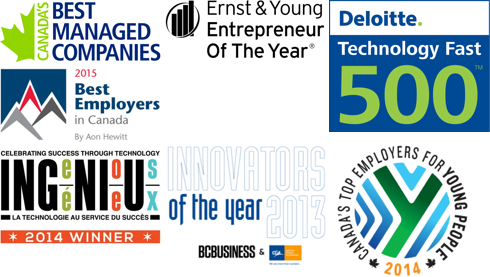 CANADA'S
BEST
MANAGED
COMPANIES
Ernst & Young
Entrepreneur
Of The Year®
Deloitte.
Technology Fast
500™
2015
Best
Employers
in Canada
By Aon Hewitt
CELEBRATING SUCCESS THROUGH TECHNOLOGY
INGENIOUS
INGÉNIEUX
LA TECHNOLOGIE AU SERVICE DU SUCCÈS
2014 WINNER
INNOVATORS
of the year 2013
BCBUSINESS &
CANADA'S TOP EMPLOYERS FOR YOUNG PEOPLE
2014